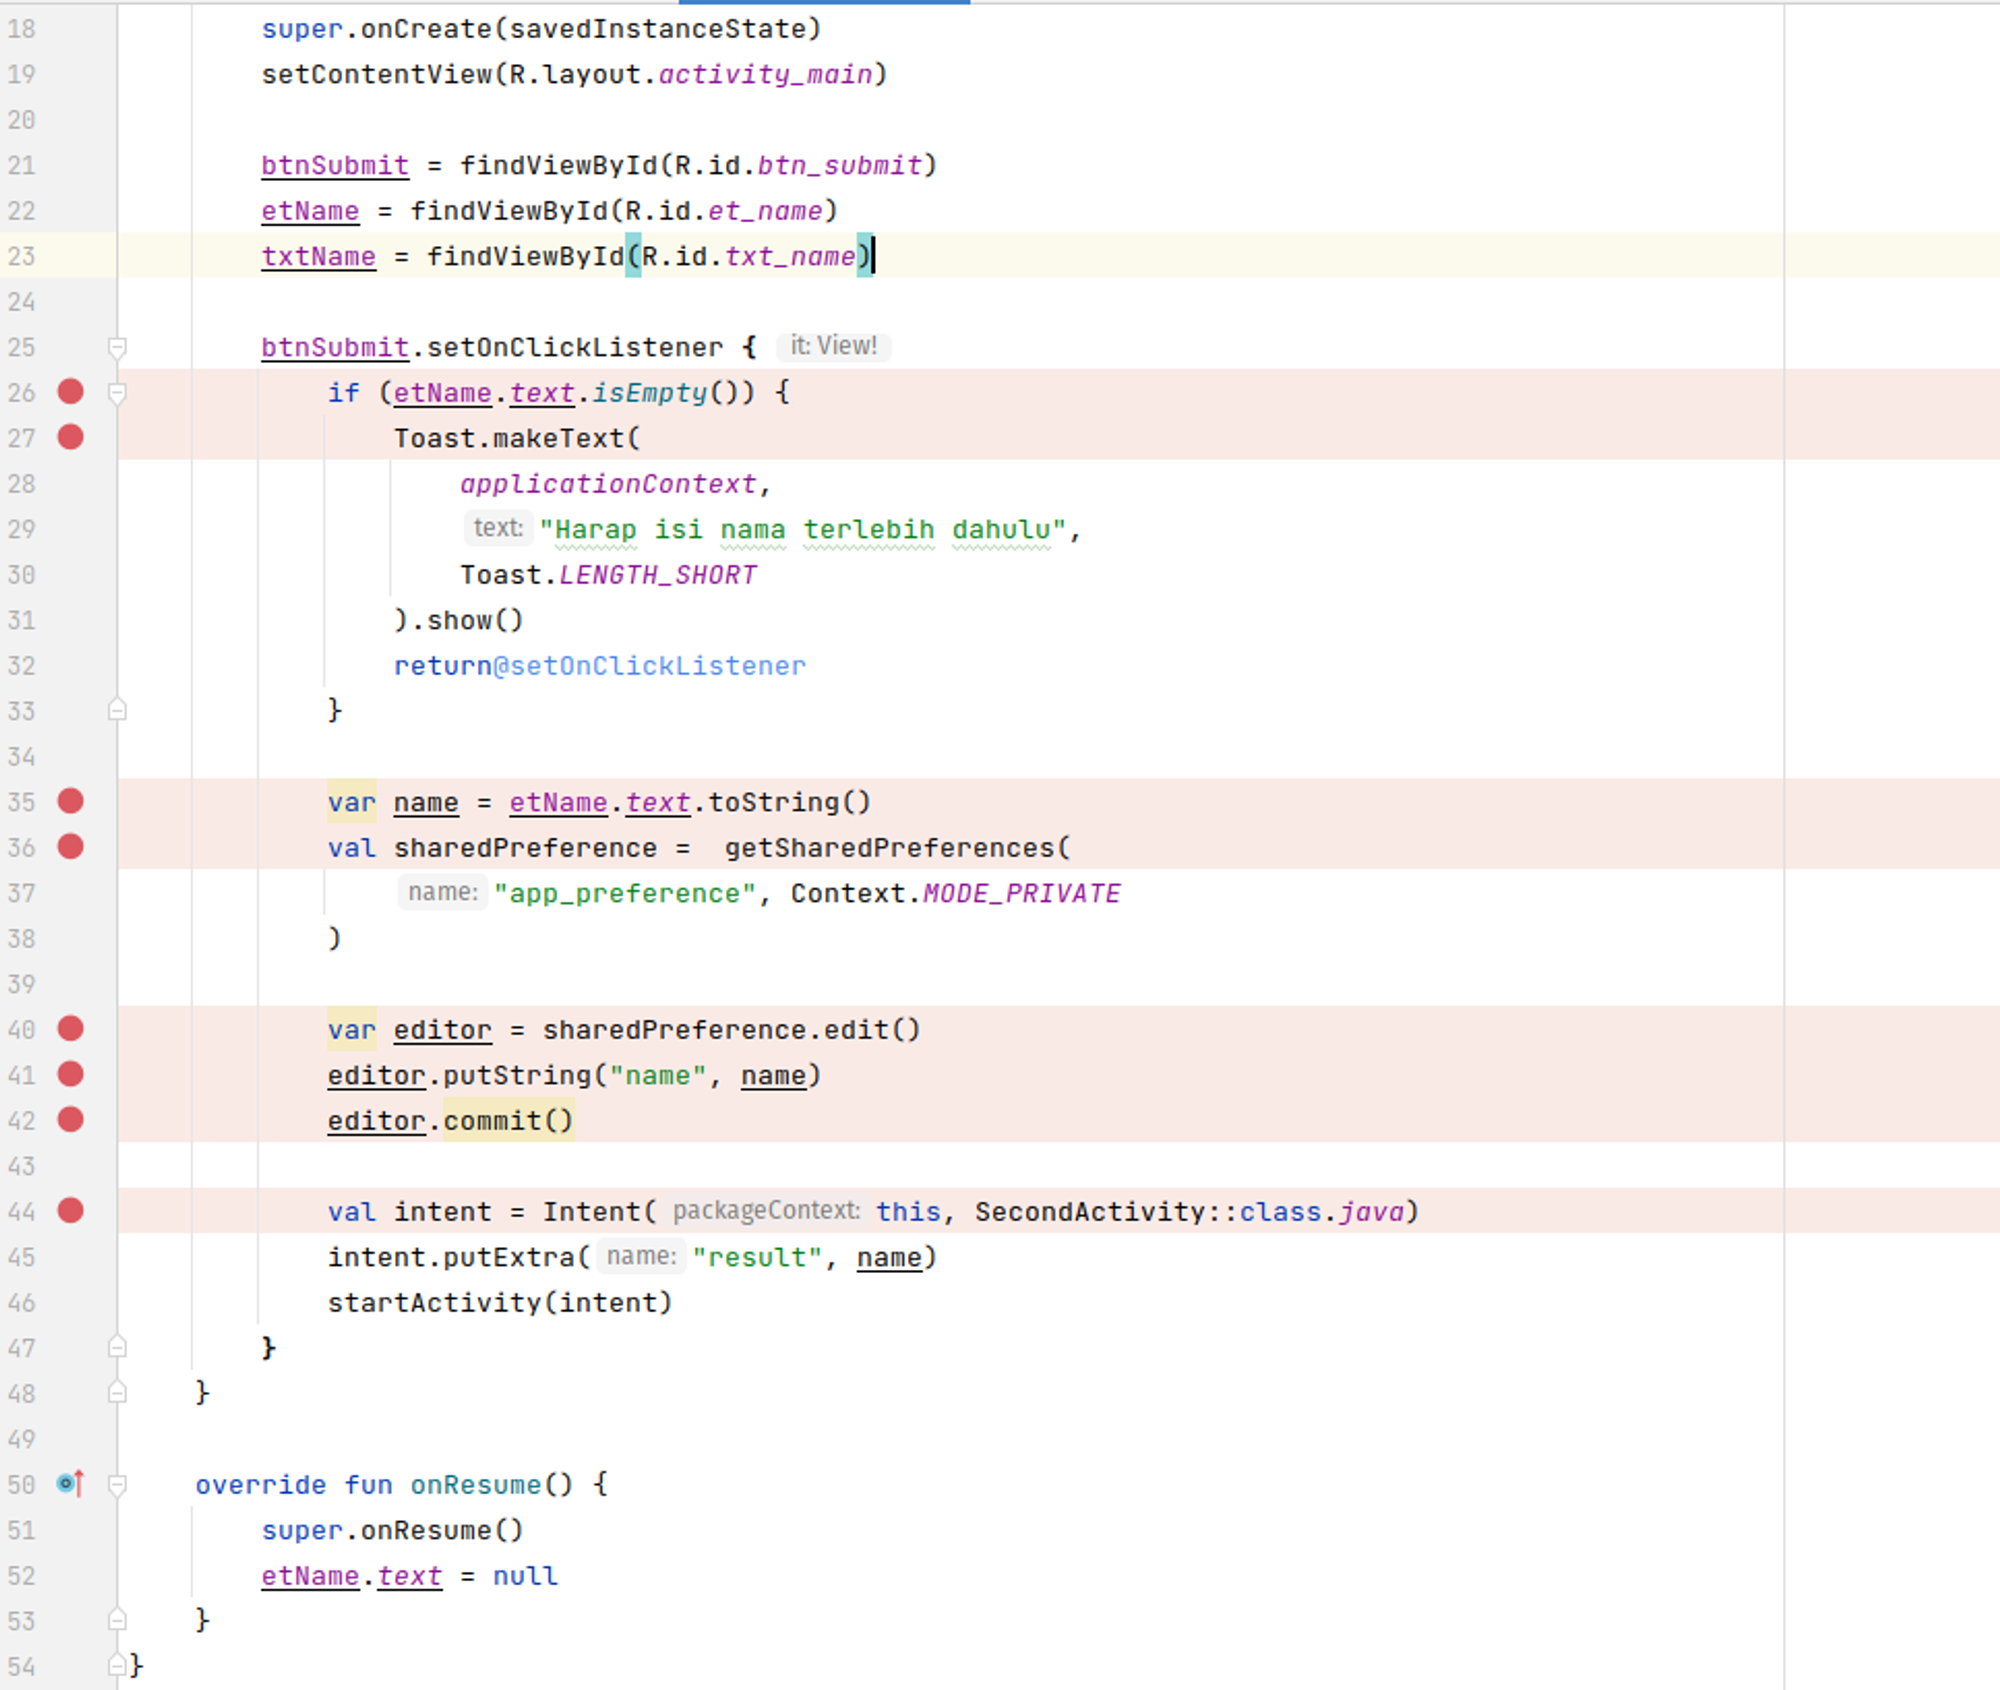 18 super.onCreate(savedInstanceState)
19 setContentView(R.layout.activity_main)
20
21 btnSubmit = findViewById(R.id.btn_submit)
22 etName = findViewById(R.id.et_name)
23 txtName = findViewById(R.id.txt_name)
24
25 btnSubmit.setOnClickListener { it: View!
26 if (etName.text.isEmpty()) {
27 Toast.makeText(
28 applicationContext,
29 text: "Harap isi nama terlebih dahulu",
30 Toast.LENGTH_SHORT
31 ).show()
32 return@setOnClickListener
33 }
34
35 var name = etName.text.toString()
36 val sharedPreference =  getSharedPreferences(
37 name: "app_preference", Context.MODE_PRIVATE
38 )
39
40 var editor = sharedPreference.edit()
41 editor.putString("name", name)
42 editor.commit()
43
44 val intent = Intent( packageContext: this, SecondActivity::class.java)
45 intent.putExtra( name: "result", name)
46 startActivity(intent)
47 }
48 }
49
50 override fun onResume() {
51 super.onResume()
52 etName.text = null
53 }
54 }